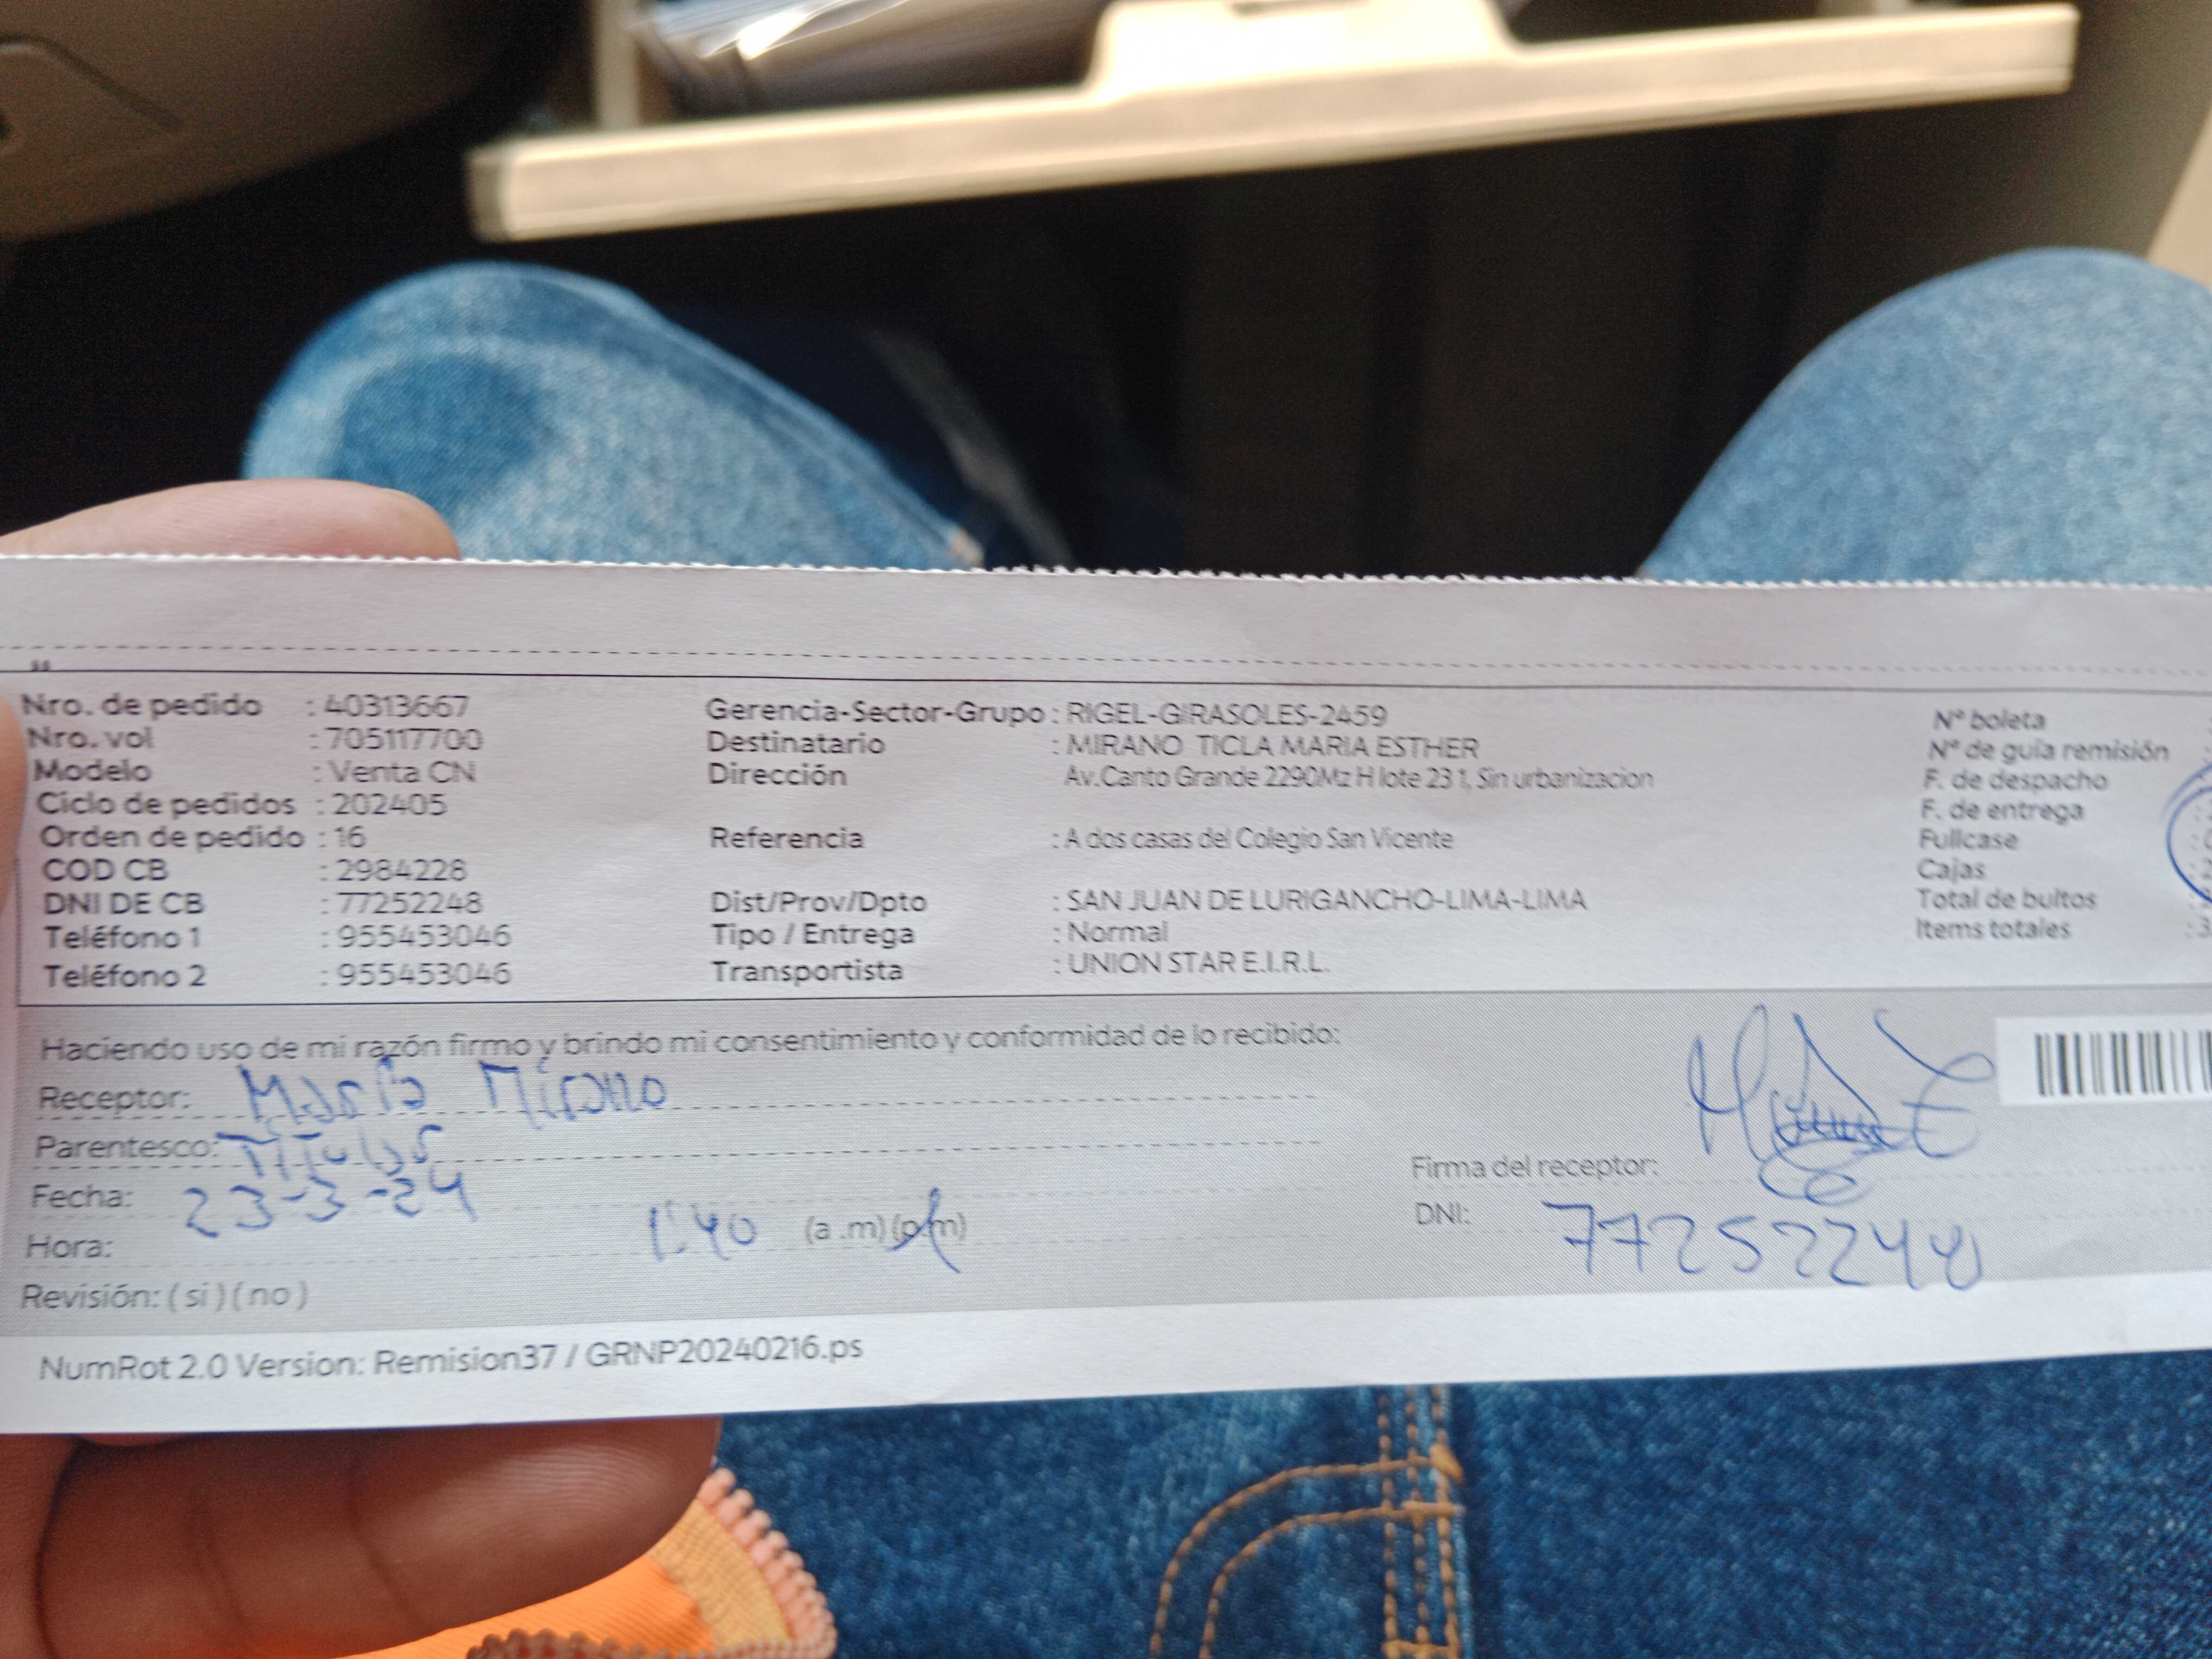 Nro. de pedido : 40313667 Gerencia-Sector-Grupo : RIGEL-GIRASOLES-2459 N° boleta
Nro. vol : 705117700 Destinatario : MIRANO TICLA MARIA ESTHER N° de guía remisión
Modelo : Venta CN Dirección Av.Canto Grande 2290Mz H lote 23 1, Sin urbanizacion F. de despacho
Ciclo de pedidos : 202405 F. de entrega
Orden de pedido : 16 Referencia : A dos casas del Colegio San Vicente Fullcase
COD CB : 2984228 Cajas
DNI DE CB : 77252248 Dist/Prov/Dpto : SAN JUAN DE LURIGANCHO-LIMA-LIMA Total de bultos
Teléfono 1 : 955453046 Tipo / Entrega : Normal Items totales
Teléfono 2 : 955453046 Transportista : UNION STAR E.I.R.L.
Haciendo uso de mi razón firmo y brindo mi consentimiento y conformidad de lo recibido:
Receptor: Maria Mirano
Parentesco: Titular
Firma del receptor:
Fecha: 23-3-24
DNI: 77252248
Hora: 1:40 (a .m) (p.m)
Revisión: ( si ) ( no )
NumRot 2.0 Version: Remision37 / GRNP20240216.ps